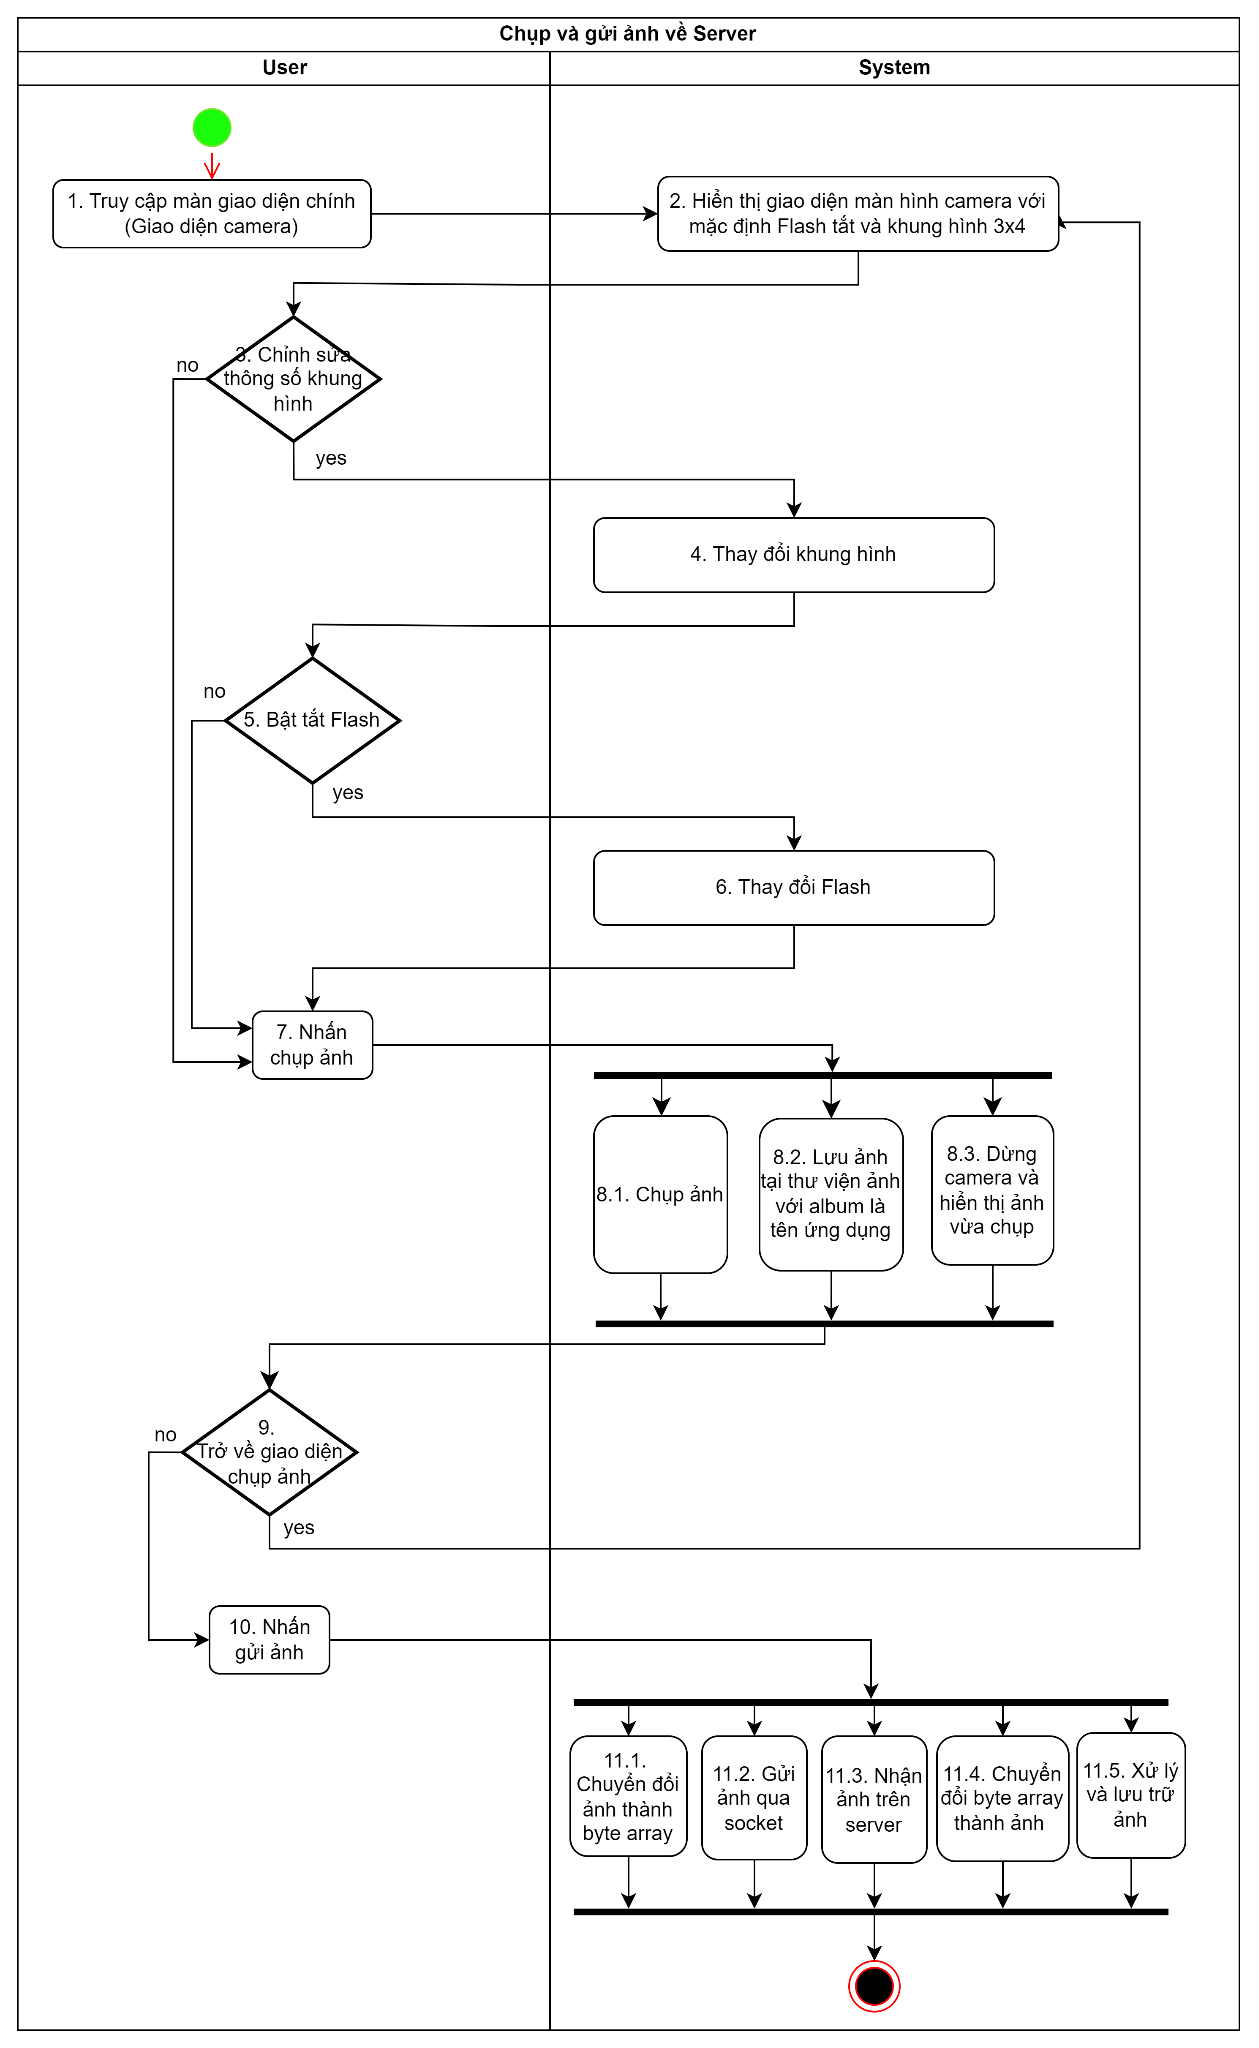 Chụp và gửi ảnh về Server
User
System
1. Truy cập màn giao diện chính
(Giao diện camera)
2. Hiển thị giao diện màn hình camera với
mặc định Flash tắt và khung hình 3x4
no
3. Chỉnh sửa
thông số khung
hình
yes
4. Thay đổi khung hình
no
5. Bật tắt Flash
yes
6. Thay đổi Flash
7. Nhấn
chụp ảnh
8.1. Chụp ảnh
8.2. Lưu ảnh
tại thư viện ảnh
với album là
tên ứng dụng
8.3. Dừng
camera và
hiển thị ảnh
vừa chụp
no
9.
Trở về giao diện
chụp ảnh
yes
10. Nhấn
gửi ảnh
11.1.
Chuyển đổi
ảnh thành
byte array
11.2. Gửi
ảnh qua
socket
11.3. Nhận
ảnh trên
server
11.4. Chuyển
đổi byte array
thành ảnh
11.5. Xử lý
và lưu trữ
ảnh